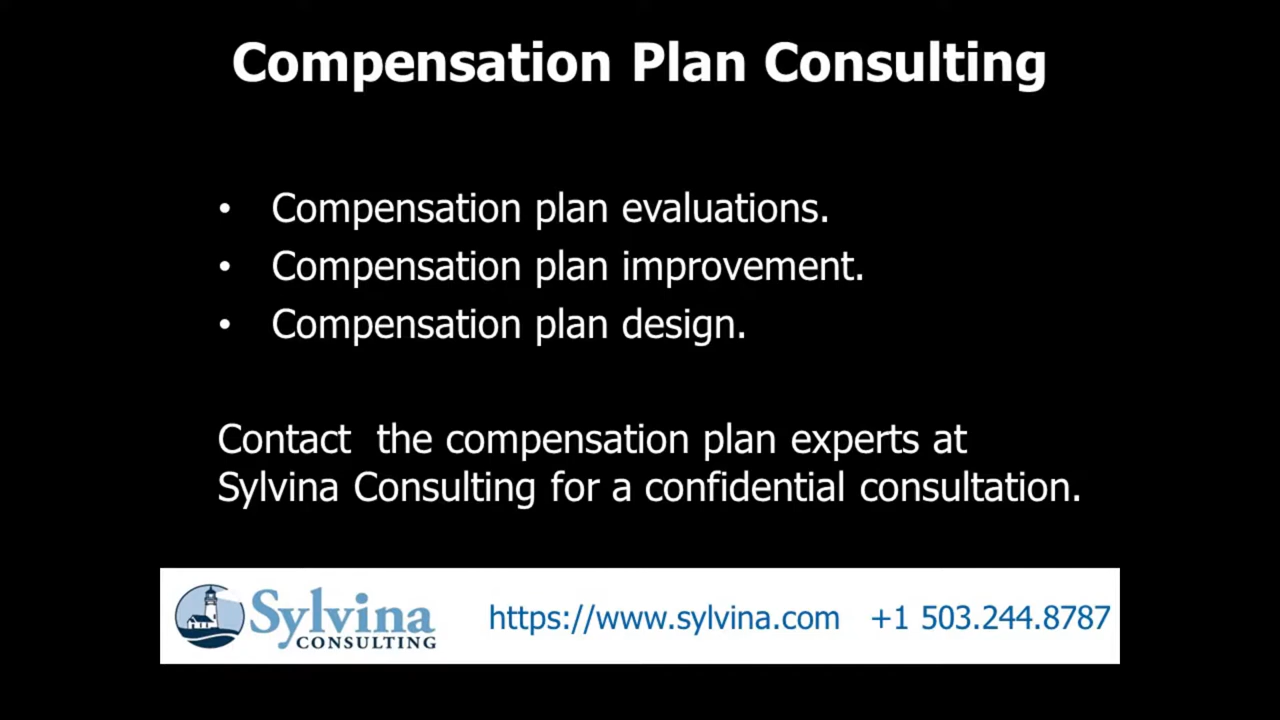 Compensation Plan Consulting
• Compensation plan evaluations.
• Compensation plan improvement.
• Compensation plan design.
Contact  the compensation plan experts at
Sylvina Consulting for a confidential consultation.
Sylvina
CONSULTING
https://www.sylvina.com +1 503.244.8787